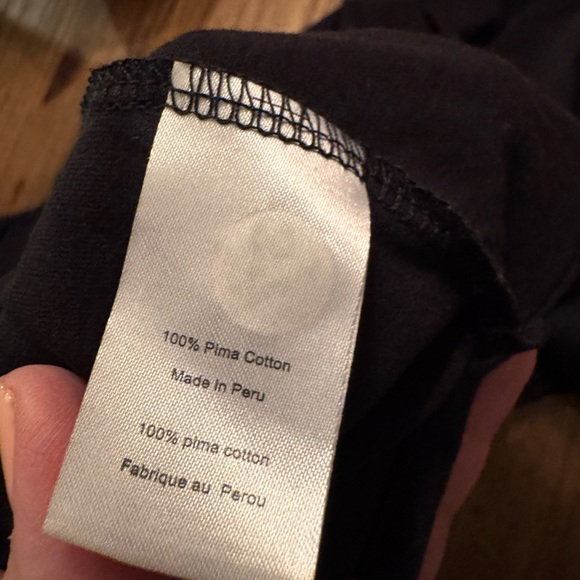 100% Pima Cotton
Made in Peru
100% pima cotton
Fabrique au Perou